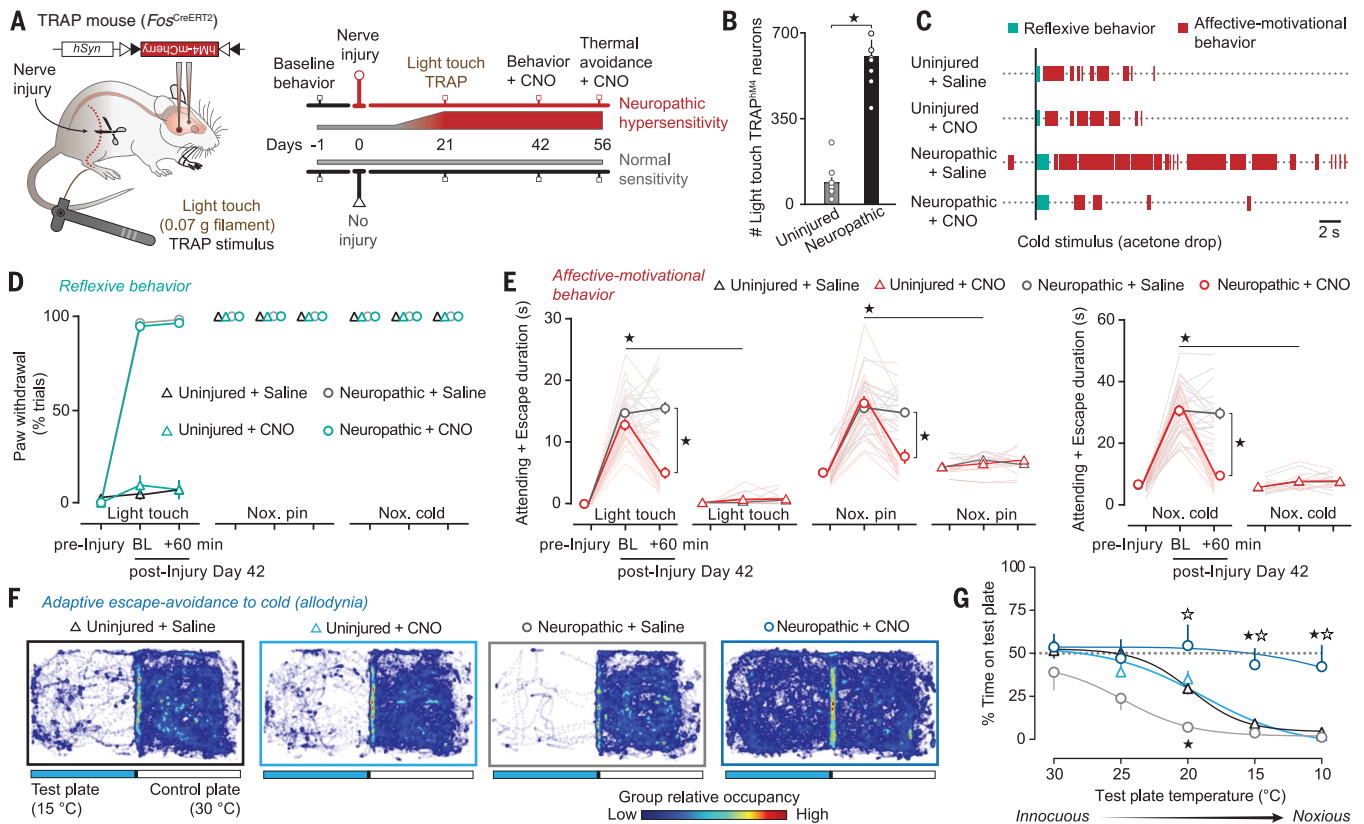 A
TRAP mouse (FosCreERT2)
hSyn
hM4-mCherry
Nerve
injury
Light touch
(0.07 g filament)
TRAP stimulus
Baseline
behavior
Nerve
injury
Light touch
TRAP
Behavior
+ CNO
Thermal
avoidance
+ CNO
Neuropathic
hypersensitivity
Days -1 0 21 42 56
Normal
sensitivity
No
injury
B
# Light touch TRAPhM4 neurons
700
350
0
★
Uninjured
Neuropathic
C
Reflexive behavior
Affective-motivational
behavior
Uninjured
+ Saline
Uninjured
+ CNO
Neuropathic
+ Saline
Neuropathic
+ CNO
Cold stimulus (acetone drop)
2 s
D
Reflexive behavior
Paw withdrawal
(% trials)
100
50
0
Uninjured + Saline
Neuropathic + Saline
Uninjured + CNO
Neuropathic + CNO
Light touch
Nox. pin
Nox. cold
pre-Injury BL +60 min
post-Injury Day 42
E
Affective-motivational
behavior
Uninjured + Saline
Uninjured + CNO
Neuropathic + Saline
Neuropathic + CNO
Attending + Escape duration (s)
30
20
10
0
★
★
★
★
Light touch
Light touch
Nox. pin
Nox. pin
pre-Injury BL +60 min
post-Injury Day 42
Attending + Escape duration (s)
60
40
20
0
★
★
Nox. cold
Nox. cold
pre-Injury BL +60 min
post-Injury Day 42
F
Adaptive escape-avoidance to cold (allodynia)
Uninjured + Saline
Uninjured + CNO
Neuropathic + Saline
Neuropathic + CNO
Test plate
(15 °C)
Control plate
(30 °C)
Group relative occupancy
Low
High
G
% Time on test plate
100
75
50
25
0
☆
★☆
★☆
★
30 25 20 15 10
Test plate temperature (°C)
Innocuous
Noxious